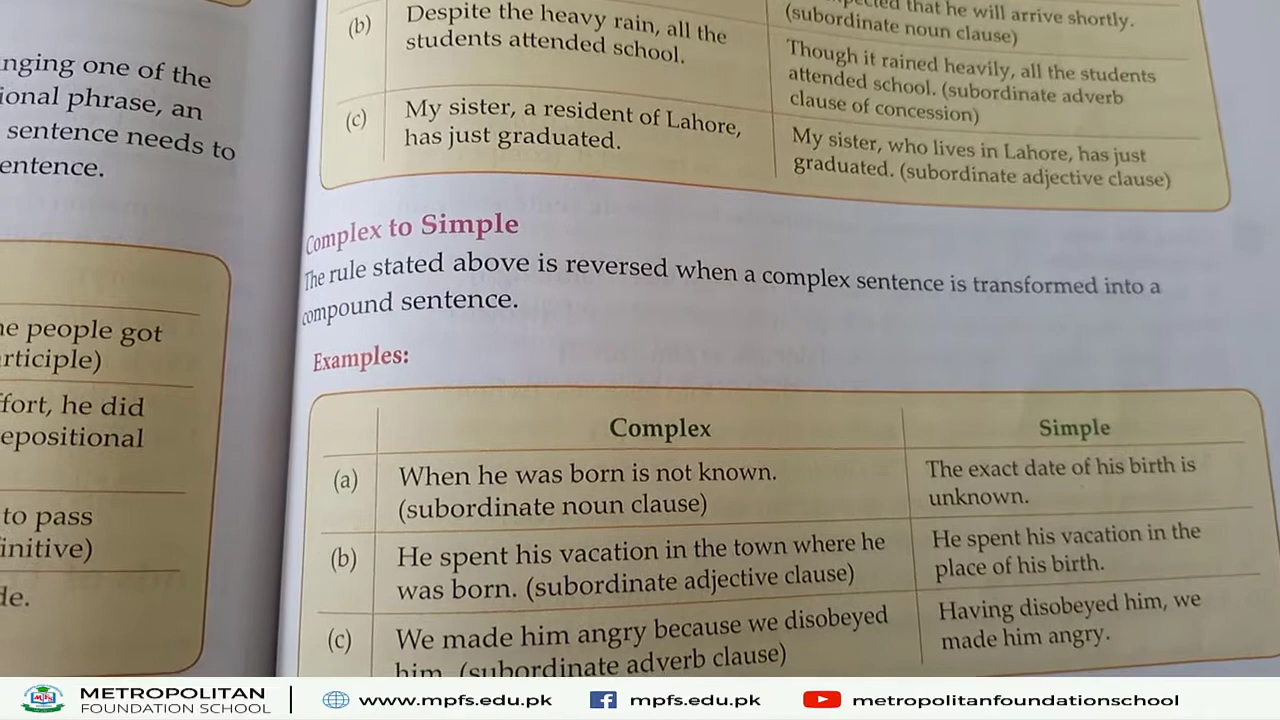 nging one of the
ional phrase, an
sentence needs to
entence.
he people got
rticiple)
ffort, he did
epositional
to pass
initive)
de.
that he will arrive shortly.
(subordinate noun clause)
(b) Despite the heavy rain, all the
students attended school.
Though it rained heavily, all the students
attended school. (subordinate adverb
clause of concession)
(c) My sister, a resident of Lahore,
has just graduated.
My sister, who lives in Lahore, has just
graduated. (subordinate adjective clause)
Complex to Simple
The rule stated above is reversed when a complex sentence is transformed into a
compound sentence.
Examples:
Complex Simple
(a) When he was born is not known.
(subordinate noun clause)
The exact date of his birth is
unknown.
(b) He spent his vacation in the town where he
was born. (subordinate adjective clause)
He spent his vacation in the
place of his birth.
(c) We made him angry because we disobeyed
him. (subordinate adverb clause)
Having disobeyed him, we
made him angry.
METROPOLITAN
FOUNDATION SCHOOL
www.mpfs.edu.pk
mpfs.edu.pk
metropolitanfoundationschool